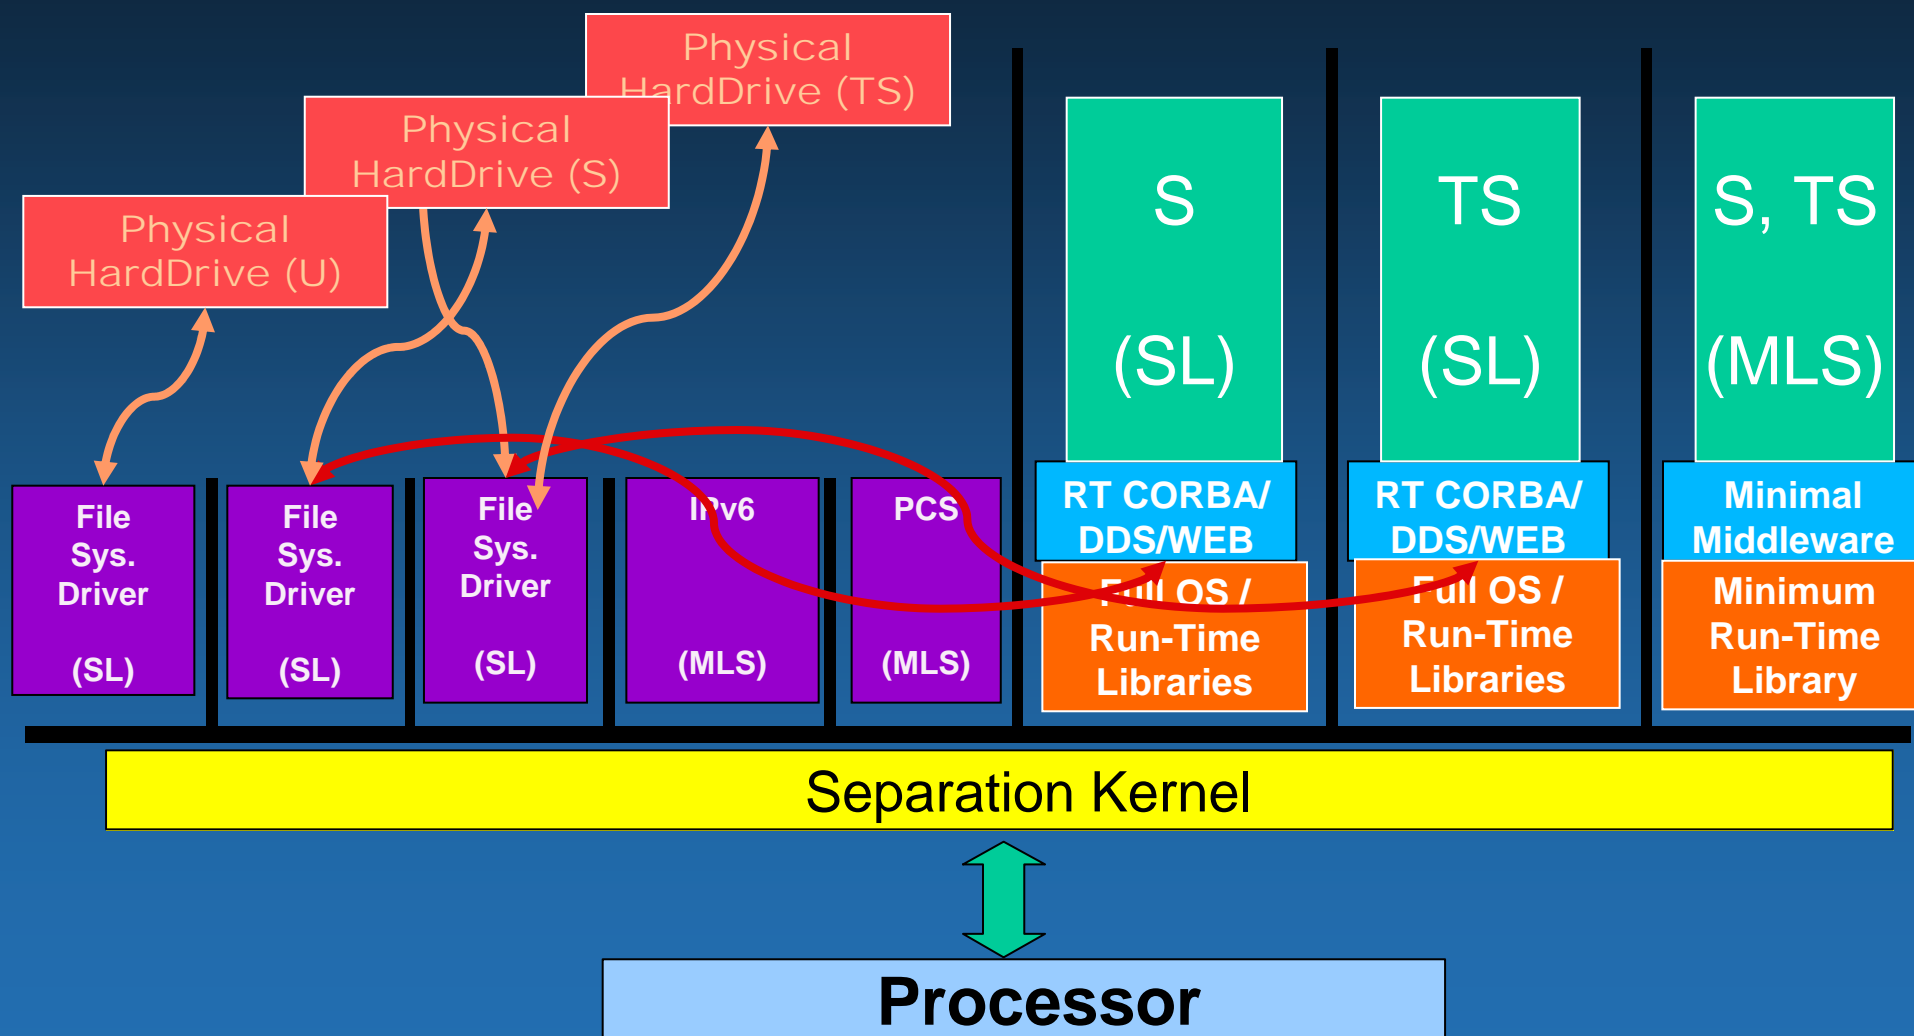 Physical
HardDrive (TS)
Physical
HardDrive (S)
Physical
HardDrive (U)
S
(SL)
TS
(SL)
S, TS
(MLS)
File
Sys.
Driver
(SL)
File
Sys.
Driver
(SL)
File
Sys.
Driver
(SL)
IPv6
(MLS)
PCS
(MLS)
RT CORBA/
DDS/WEB
Full OS /
Run-Time
Libraries
RT CORBA/
DDS/WEB
Full OS /
Run-Time
Libraries
Minimal
Middleware
Minimum
Run-Time
Library
Separation Kernel
Processor